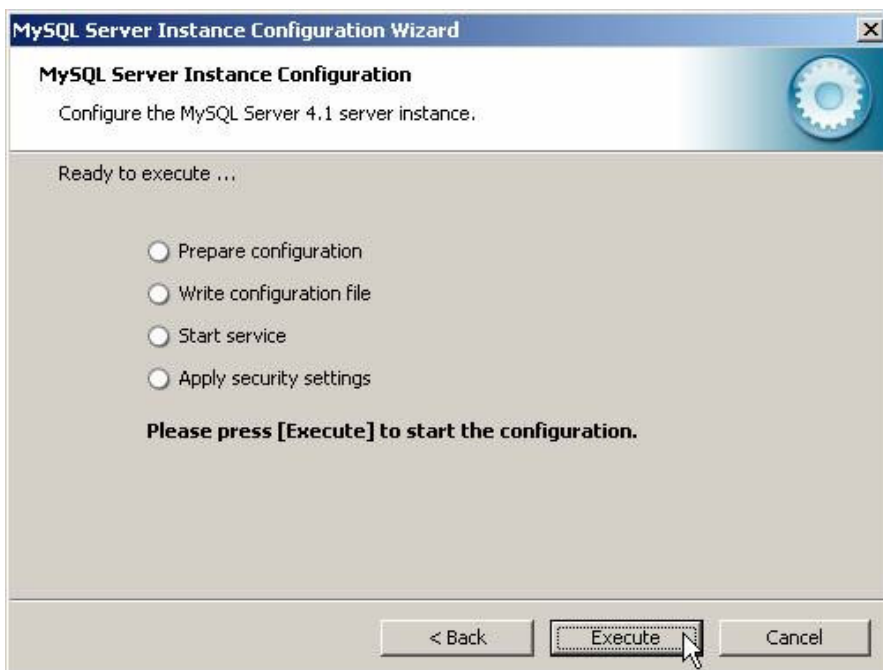 MySQL Server Instance Configuration Wizard
MySQL Server Instance Configuration
Configure the MySQL Server 4.1 server instance.
Ready to execute ...
Prepare configuration
Write configuration file
Start service
Apply security settings
Please press [Execute] to start the configuration.
< Back Execute Cancel